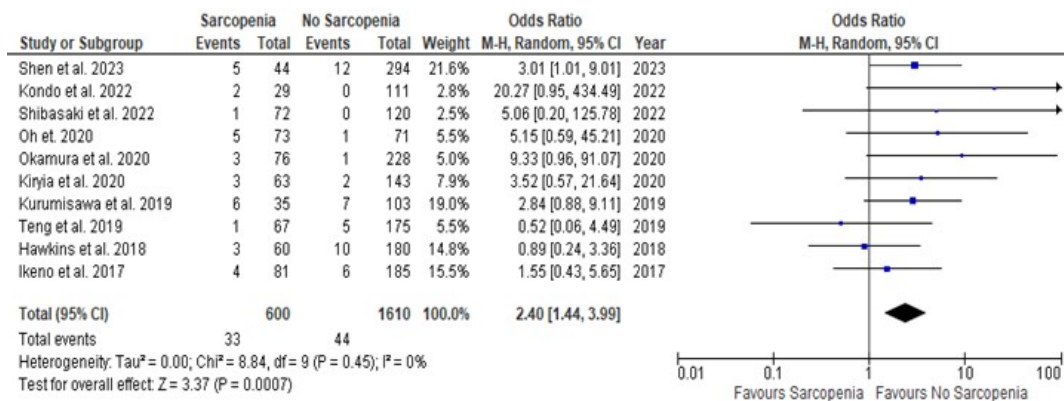 Sarcopenia No Sarcopenia Odds Ratio Odds Ratio
Study or Subgroup Events Total Events Total Weight M-H, Random, 95% CI Year M-H, Random, 95% CI
Shen et al. 2023 5 44 12 294 21.6% 3.01 [1.01, 9.01] 2023
Kondo et al. 2022 2 29 0 111 2.8% 20.27 [0.95, 434.49] 2022
Shibasaki et al. 2022 1 72 0 120 2.5% 5.06 [0.20, 125.78] 2022
Oh et. 2020 5 73 1 71 5.5% 5.15 [0.59, 45.21] 2020
Okamura et al. 2020 3 76 1 228 5.0% 9.33 [0.96, 91.07] 2020
Kiryia et al. 2020 3 63 2 143 7.9% 3.52 [0.57, 21.64] 2020
Kurumisawa et al. 2019 6 35 7 103 19.0% 2.84 [0.88, 9.11] 2019
Teng et al. 2019 1 67 5 175 5.5% 0.52 [0.06, 4.49] 2019
Hawkins et al. 2018 3 60 10 180 14.8% 0.89 [0.24, 3.36] 2018
Ikeno et al. 2017 4 81 6 185 15.5% 1.55 [0.43, 5.65] 2017
Total (95% CI) 600 1610 100.0% 2.40 [1.44, 3.99]
Total events 33 44
Heterogeneity: Tau² = 0.00; Chi² = 8.84, df = 9 (P = 0.45); I² = 0%
Test for overall effect: Z = 3.37 (P = 0.0007)
0.01 0.1 1 10 100
Favours Sarcopenia Favours No Sarcopenia